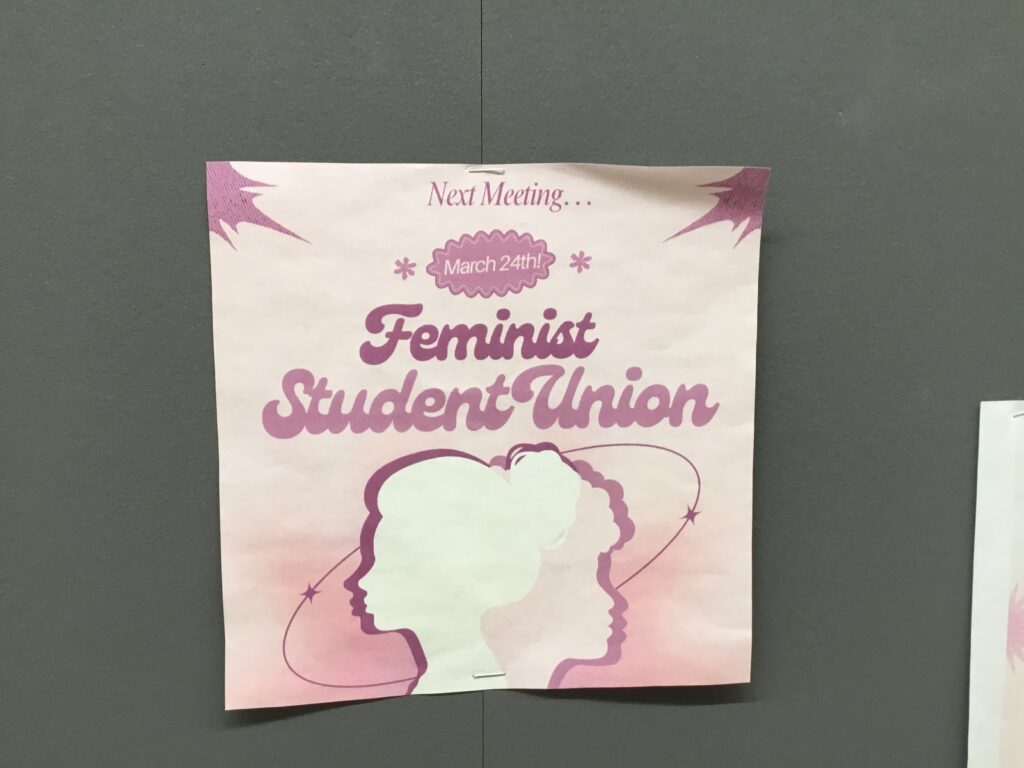 Next Meeting...
March 24th!
Feminist
Student Union